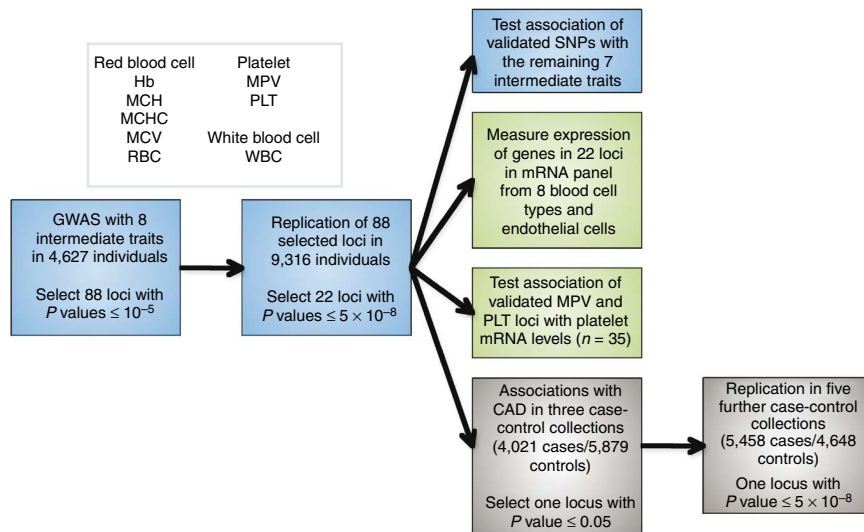 Red blood cell
Hb
MCH
MCHC
MCV
RBC
Platelet
MPV
PLT
White blood cell
WBC
GWAS with 8
intermediate traits
in 4,627 individuals
Select 88 loci with
P values ≤ 10⁻⁵
Replication of 88
selected loci in
9,316 individuals
Select 22 loci with
P values ≤ 5 × 10⁻⁸
Test association of
validated SNPs with
the remaining 7
intermediate traits
Measure expression
of genes in 22 loci
in mRNA panel
from 8 blood cell
types and
endothelial cells
Test association of
validated MPV and
PLT loci with platelet
mRNA levels (n = 35)
Associations with
CAD in three case-
control collections
(4,021 cases/5,879
controls)
Select one locus with
P value ≤ 0.05
Replication in five
further case-control
collections
(5,458 cases/4,648
controls)
One locus with
P value ≤ 5 × 10⁻⁸